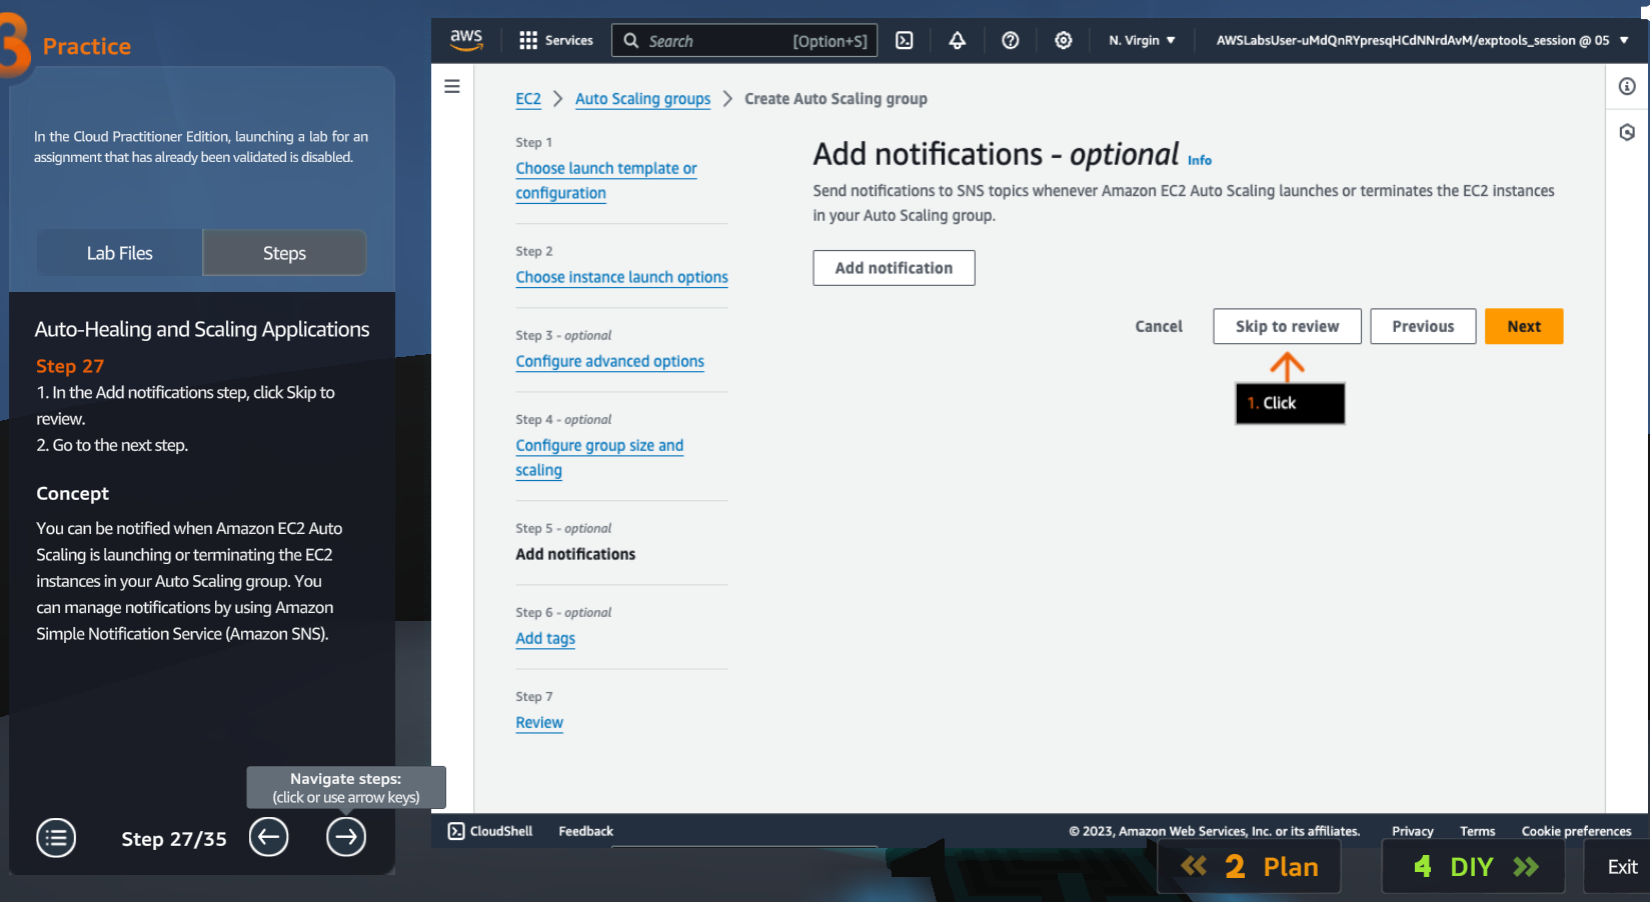 3 Practice
In the Cloud Practitioner Edition, launching a lab for an
assignment that has already been validated is disabled.
Lab Files
Steps
Auto-Healing and Scaling Applications
Step 27
1. In the Add notifications step, click Skip to
review.
2. Go to the next step.
Concept
You can be notified when Amazon EC2 Auto
Scaling is launching or terminating the EC2
instances in your Auto Scaling group. You
can manage notifications by using Amazon
Simple Notification Service (Amazon SNS).
Navigate steps:
(click or use arrow keys)
Step 27/35
aws
Services
Search
[Option+S]
N. Virgin
AWSLabsUser-uMdQnRYpresqHCdNNrdAvM/exptools_session @ 05
EC2
Auto Scaling groups
Create Auto Scaling group
Step 1
Choose launch template or
configuration
Step 2
Choose instance launch options
Step 3 - optional
Configure advanced options
Step 4 - optional
Configure group size and
scaling
Step 5 - optional
Add notifications
Step 6 - optional
Add tags
Step 7
Review
Add notifications - optional Info
Send notifications to SNS topics whenever Amazon EC2 Auto Scaling launches or terminates the EC2 instances
in your Auto Scaling group.
Add notification
Cancel
Skip to review
Previous
Next
1. Click
CloudShell
Feedback
© 2023, Amazon Web Services, Inc. or its affiliates.
Privacy
Terms
Cookie preferences
2 Plan
4 DIY
Exit